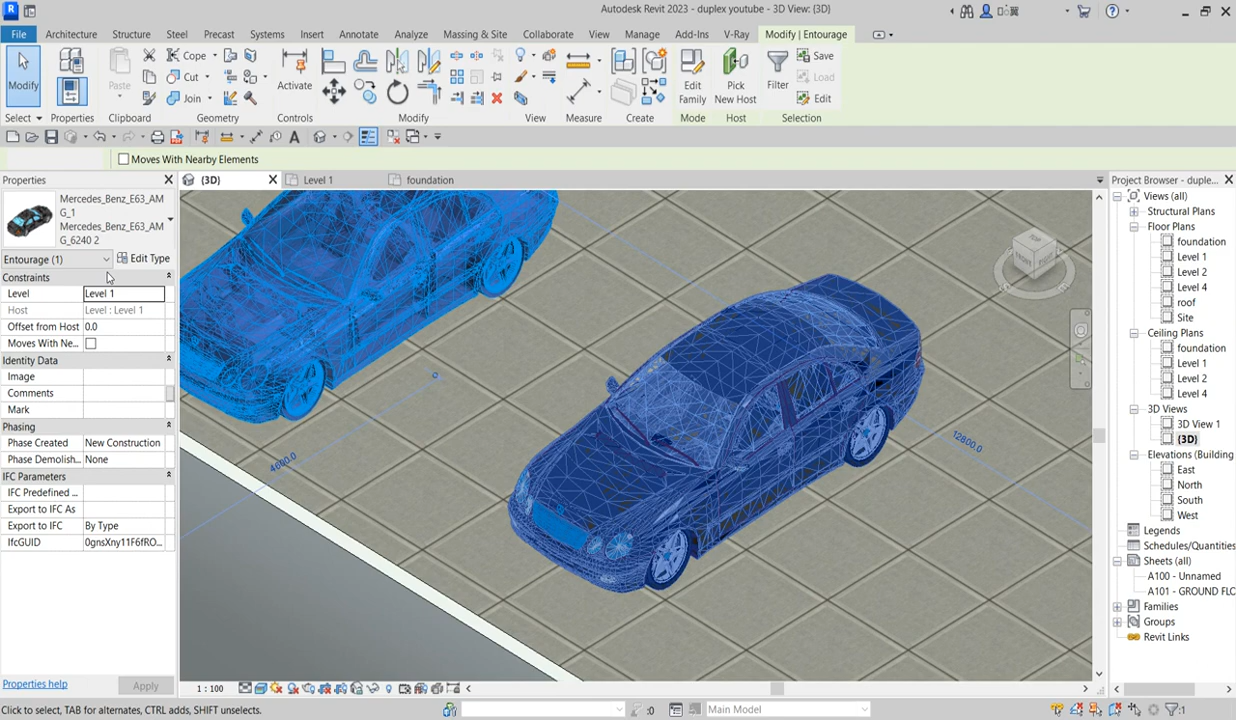 Autodesk Revit 2023 - duplex youtube - 3D View: {3D}
File Architecture Structure Steel Precast Systems Insert Annotate Analyze Massing & Site Collaborate View Manage Add-Ins V-Ray Modify | Entourage
Modify
Paste
Cope
Cut
Join
Activate
Edit
Family
Pick
New Host
Filter
Save
Load
Edit
Select Properties Clipboard Geometry Controls Modify View Measure Create Mode Host Selection
Moves With Nearby Elements
Properties
{3D} Level 1 foundation
Mercedes_Benz_E63_AM
G_1
Mercedes_Benz_E63_AM
G_6240 2
Entourage (1) Edit Type
Constraints
Level Level 1
Host Level : Level 1
Offset from Host 0.0
Moves With Ne...
Identity Data
Image
Comments
Mark
Phasing
Phase Created New Construction
Phase Demolish... None
IFC Parameters
IFC Predefined ...
Export to IFC As
Export to IFC By Type
IfcGUID 0gnsXny11F6fRO...
Properties help Apply
FRONT
4600.0
12800.0
1 : 100
Project Browser - duple...
Views (all)
Structural Plans
Floor Plans
foundation
Level 1
Level 2
Level 4
roof
Site
Ceiling Plans
foundation
Level 1
Level 2
Level 4
3D Views
3D View 1
{3D}
Elevations (Building
East
North
South
West
Legends
Schedules/Quantities
Sheets (all)
A100 - Unnamed
A101 - GROUND FLO
Families
Groups
Revit Links
Click to select, TAB for alternates, CTRL adds, SHIFT unselects.
:0
Main Model
:1